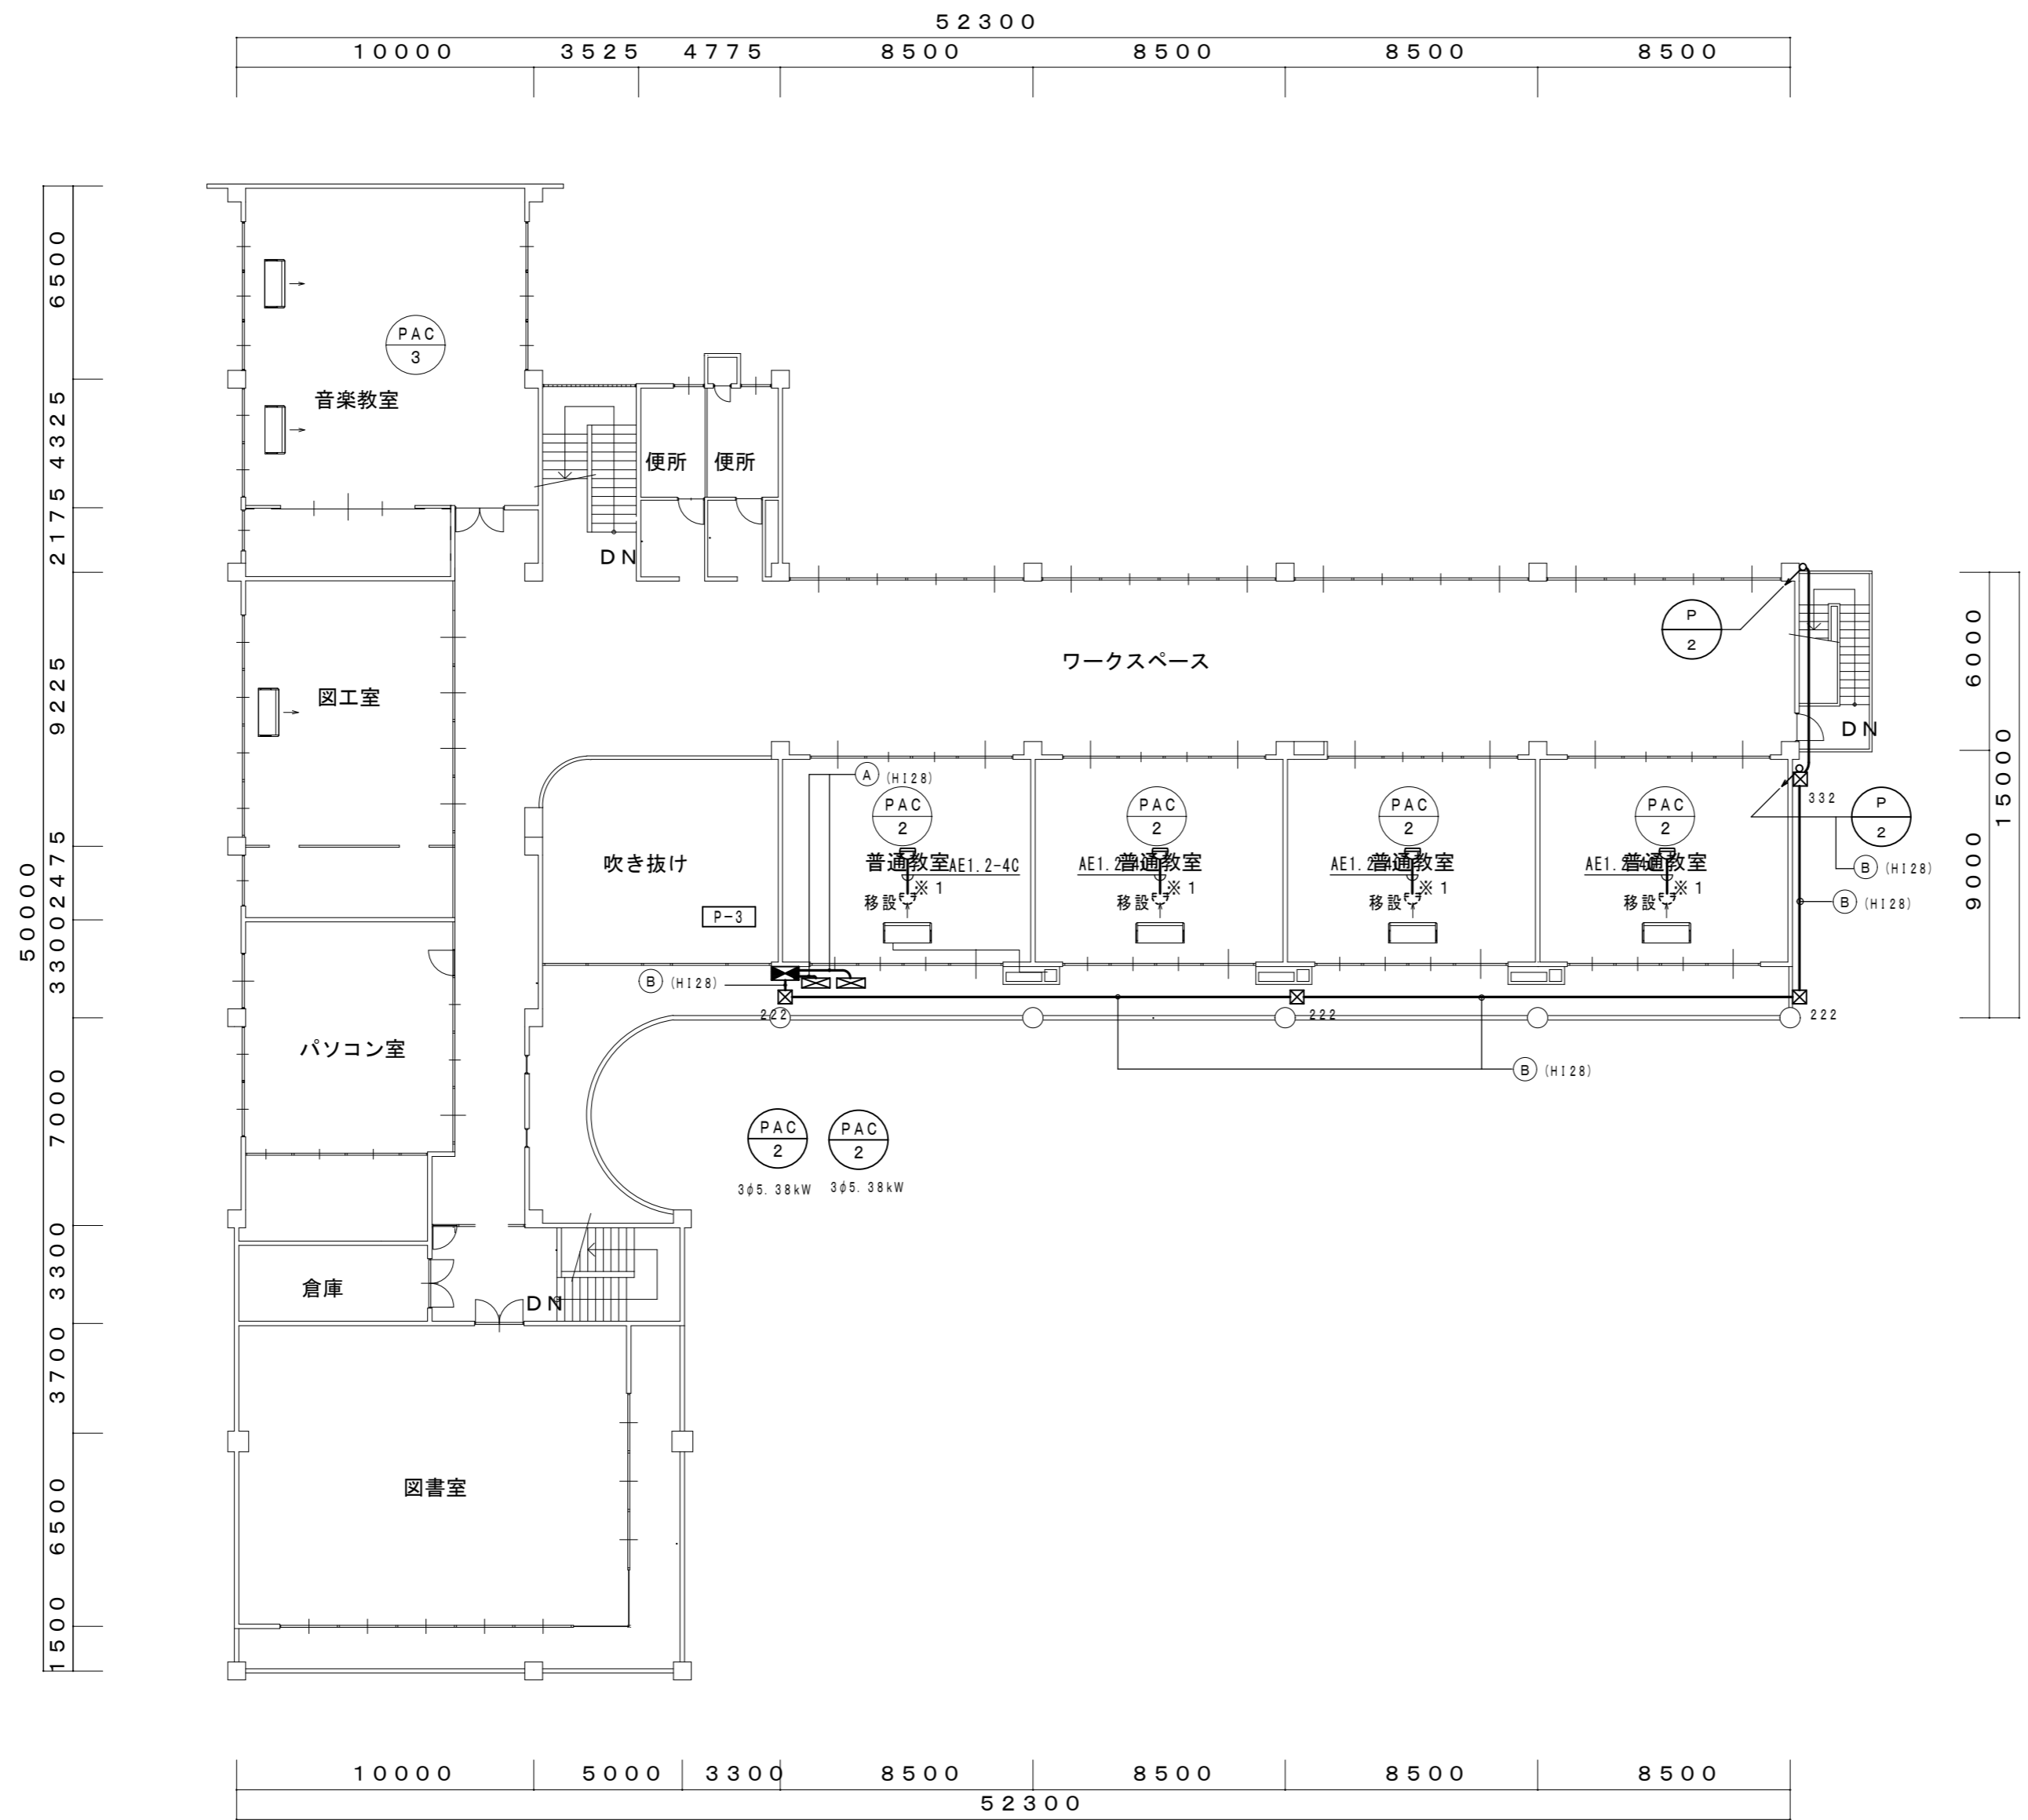 52300
10000 3525 4775 8500 8500 8500 8500
6500
4325
2175
9225
2475
3300
7000
3300
3700
6500
1500
50000
PAC
3
音楽教室
便所 便所
DN
P
2
6000
9000
15000
図工室
ワークスペース
DN
A (HI28)
PAC
2
PAC
2
PAC
2
PAC
2
332
P
2
吹き抜け
普通教室 AE1.2-4C
AE1.2 普通教室
AE1.2 普通教室
AE1.2 普通教室
B (HI28)
※1
※1
※1
※1
移設
移設
移設
移設
B (HI28)
P-3
B (HI28)
222
222
222
パソコン室
B (HI28)
PAC
2
PAC
2
3φ5.38kW 3φ5.38kW
倉庫
DN
図書室
10000 5000 3300 8500 8500 8500 8500
52300